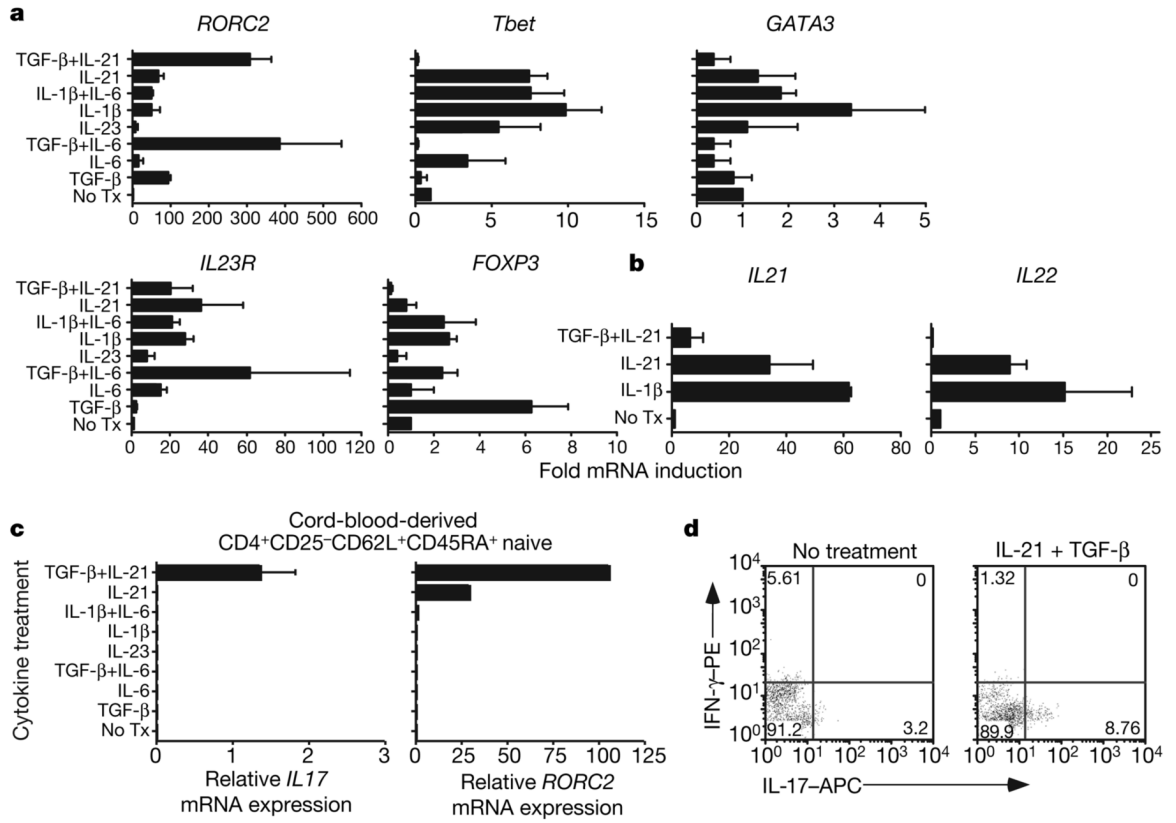 a
RORC2
Tbet
GATA3
TGF-β+IL-21
IL-21
IL-1β+IL-6
IL-1β
IL-23
TGF-β+IL-6
IL-6
TGF-β
No Tx
0 100 200 300 400 500 600
0 5 10 15
0 1 2 3 4 5
IL23R
FOXP3
TGF-β+IL-21
IL-21
IL-1β+IL-6
IL-1β
IL-23
TGF-β+IL-6
IL-6
TGF-β
No Tx
0 20 40 60 80 100 120
0 2 4 6 8 10
b
IL21
IL22
TGF-β+IL-21
IL-21
IL-1β
No Tx
0 20 40 60 80
0 5 10 15 20 25
Fold mRNA induction
c
Cord-blood-derived
CD4+CD25–CD62L+CD45RA+ naive
Cytokine treatment
TGF-β+IL-21
IL-21
IL-1β+IL-6
IL-1β
IL-23
TGF-β+IL-6
IL-6
TGF-β
No Tx
0 1 2 3
Relative IL17
mRNA expression
0 25 50 75 100 125
Relative RORC2
mRNA expression
d
No treatment
IL-21 + TGF-β
IFN-γ–PE
10⁴
10³
10²
10¹
10⁰
5.61 0
91.2 3.2
1.32 0
89.9 8.76
10⁰ 10¹ 10² 10³ 10⁴
10⁰ 10¹ 10² 10³ 10⁴
IL-17–APC